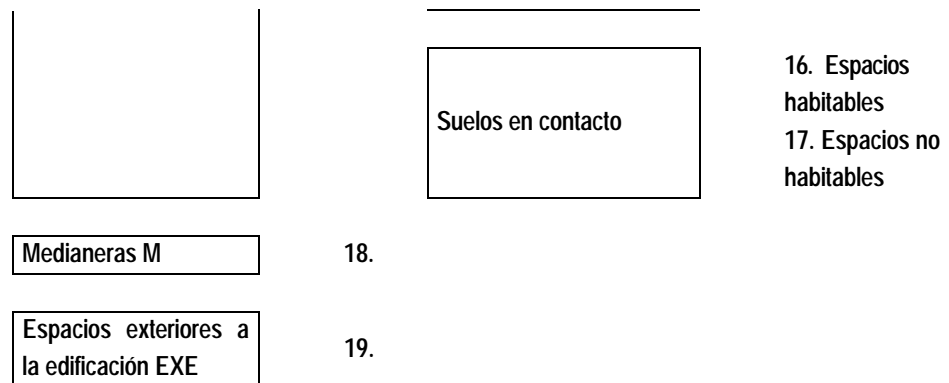 Suelos en contacto
16. Espacios
habitables
17. Espacios no
habitables
Medianeras M
18.
Espacios exteriores a
la edificación EXE
19.